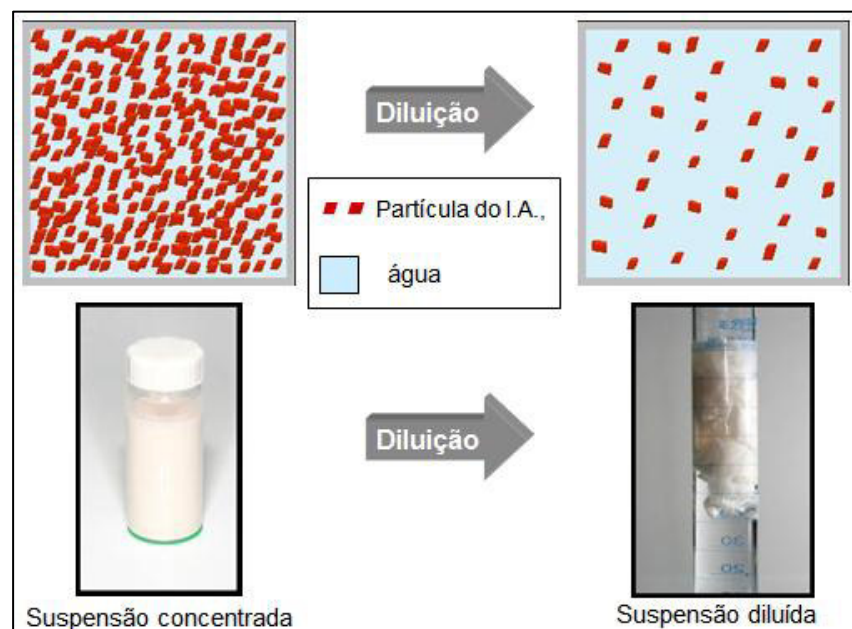 Diluição
Partícula do I.A.,
água
Diluição
Suspensão concentrada
Suspensão diluída